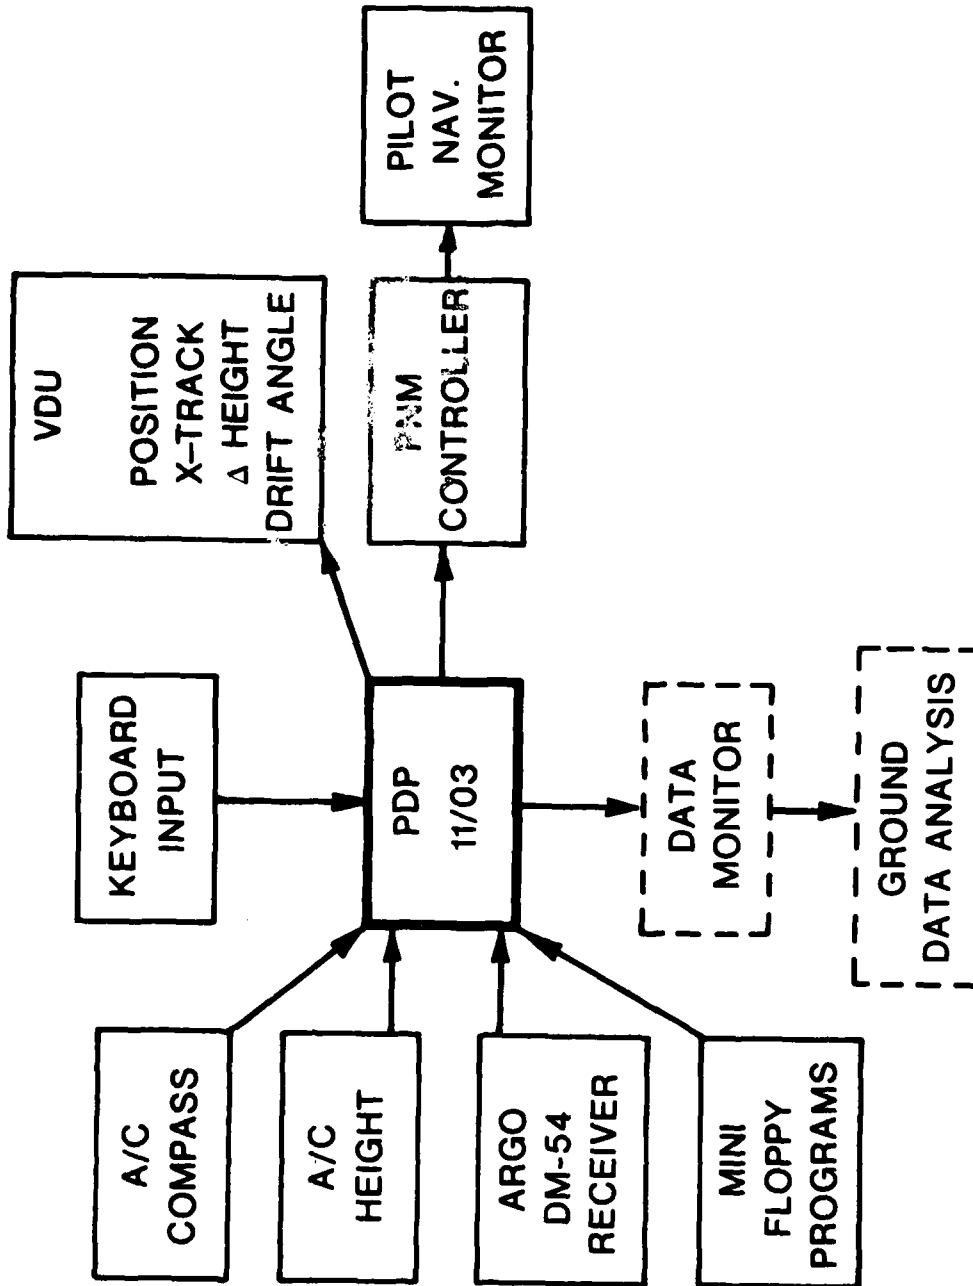 A/C
COMPASS
A/C
HEIGHT
ARGO
DM-54
RECEIVER
MINI
FLOPPY
PROGRAMS
KEYBOARD
INPUT
PDP
11/03
DATA
MONITOR
GROUND
DATA ANALYSIS
VDU
POSITION
X-TRACK
Δ HEIGHT
DRIFT ANGLE
PNM
CONTROLLER
PILOT
NAV.
MONITOR